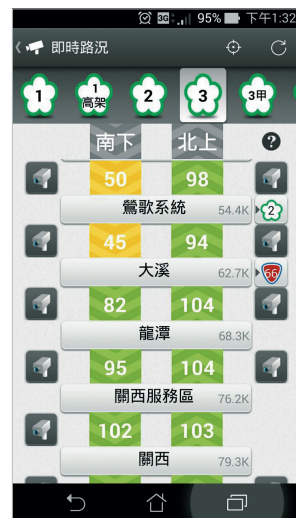 3G 95% 下午1:32
即時路況
1 1高架 2 3 3甲
南下 北上 ?
50 98
鶯歌系統 54.4K 2
45 94
大溪 62.7K 66
82 104
龍潭 68.3K
95 104
關西服務區 76.2K
102 103
關西 79.3K